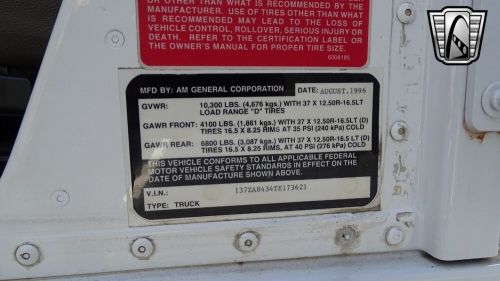 OTHER THAN WHAT IS RECOMMENDED BY THE
MANUFACTURER. USE OF TIRES OTHER THAN WHAT
IS RECOMMENDED MAY LEAD TO THE LOSS OF
VEHICLE CONTROL, ROLLOVER, SERIOUS INJURY OR
DEATH. REFER TO THE CERTIFICATION LABEL OR
THE OWNER'S MANUAL FOR PROPER TIRE SIZE.
6008185
MFD BY: AM GENERAL CORPORATION DATE: AUGUST.1996
GVWR: 10,300 LBS. (4,676 kgs.) WITH 37 X 12.50R-16.5LT
LOAD RANGE "D" TIRES
GAWR FRONT: 4100 LBS. (1,861 kgs.) WITH 37 X 12.50R-16.5LT (D)
TIRES 16.5 X 8.25 RIMS, AT 35 PSI (240 kPa) COLD
GAWR REAR: 6800 LBS. (3,087 kgs.) WITH 37 X 12.50R-16.5 LT (D)
TIRES 16.5 X 8.25 RIMS, AT 40 PSI (276 kPa) COLD
THIS VEHICLE CONFORMS TO ALL APPLICABLE FEDERAL
MOTOR VEHICLE SAFETY STANDARDS IN EFFECT ON THE
DATE OF MANUFACTURE SHOWN ABOVE.
V.I.N.: 137ZA8434TE173621
TYPE: TRUCK